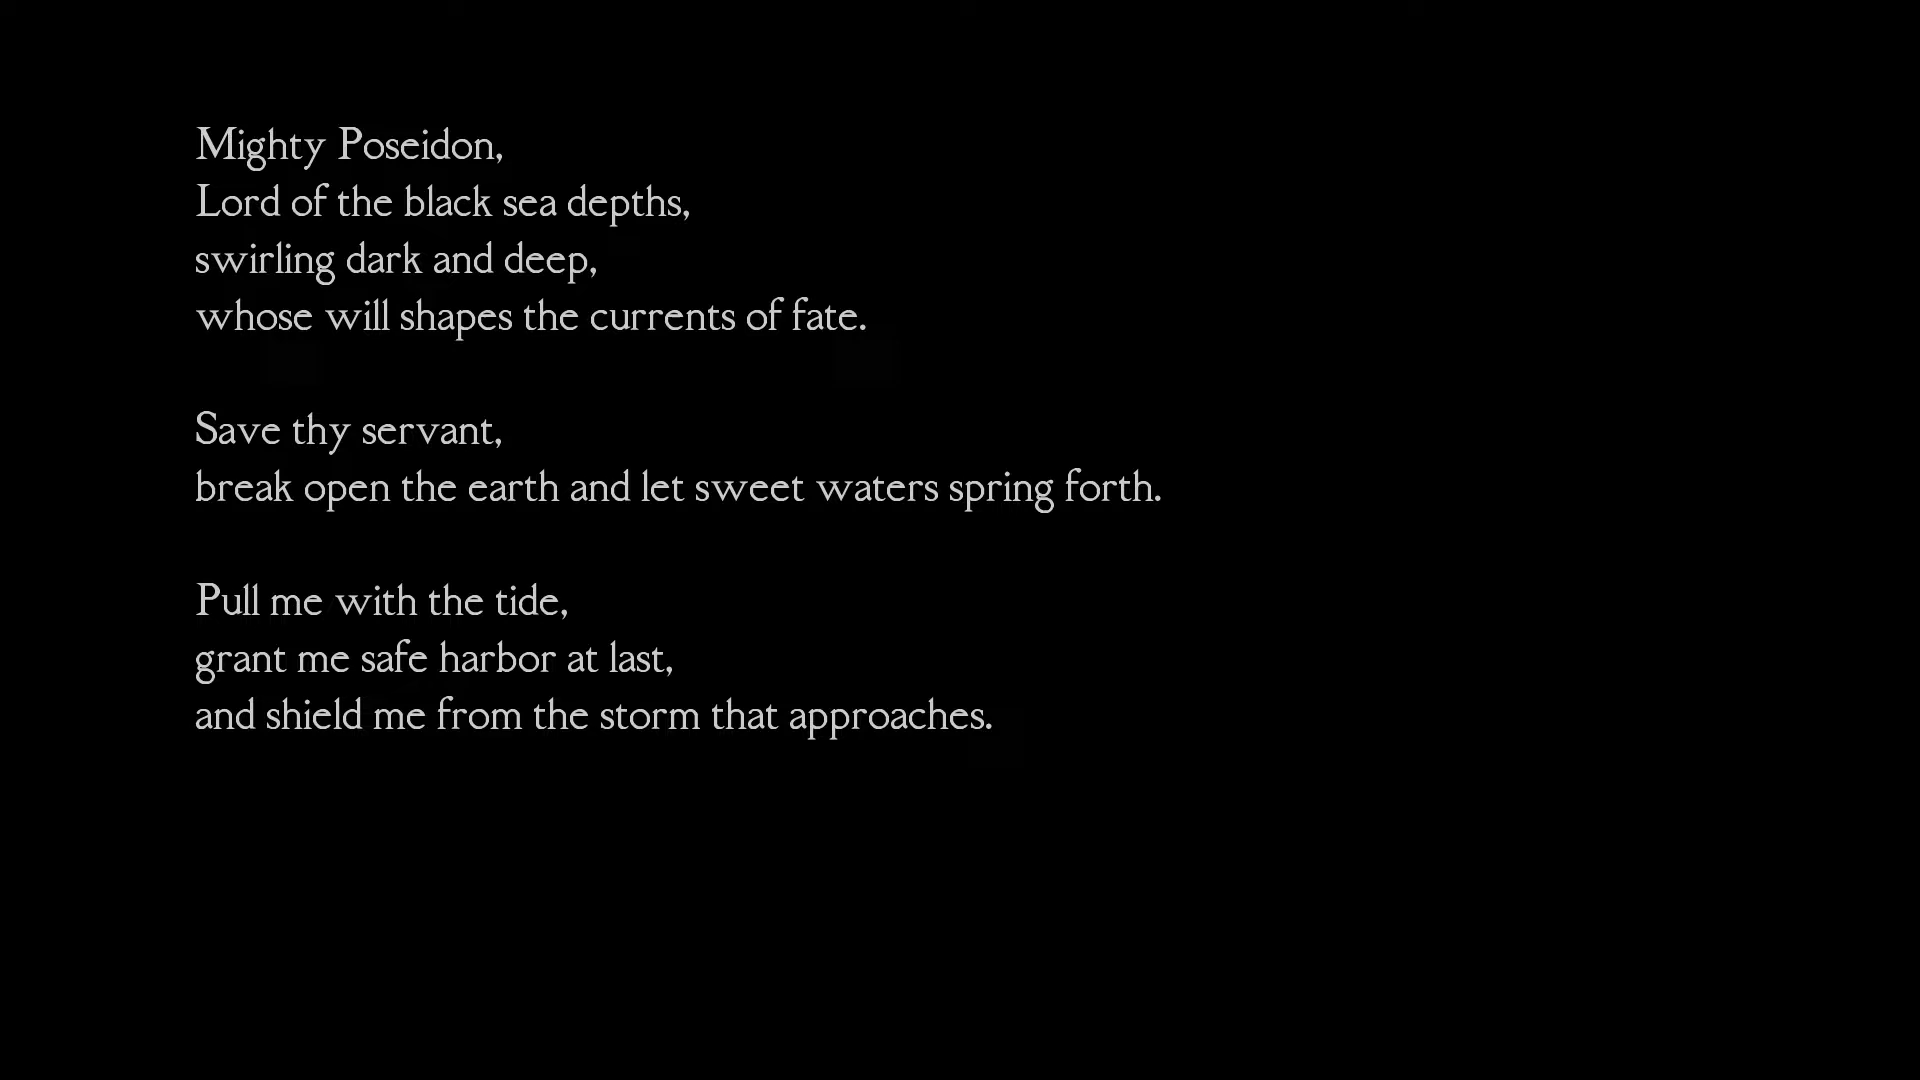 Mighty Poseidon,
Lord of the black sea depths,
swirling dark and deep,
whose will shapes the currents of fate.
Save thy servant,
break open the earth and let sweet waters spring forth.
Pull me with the tide,
grant me safe harbor at last,
and shield me from the storm that approaches.